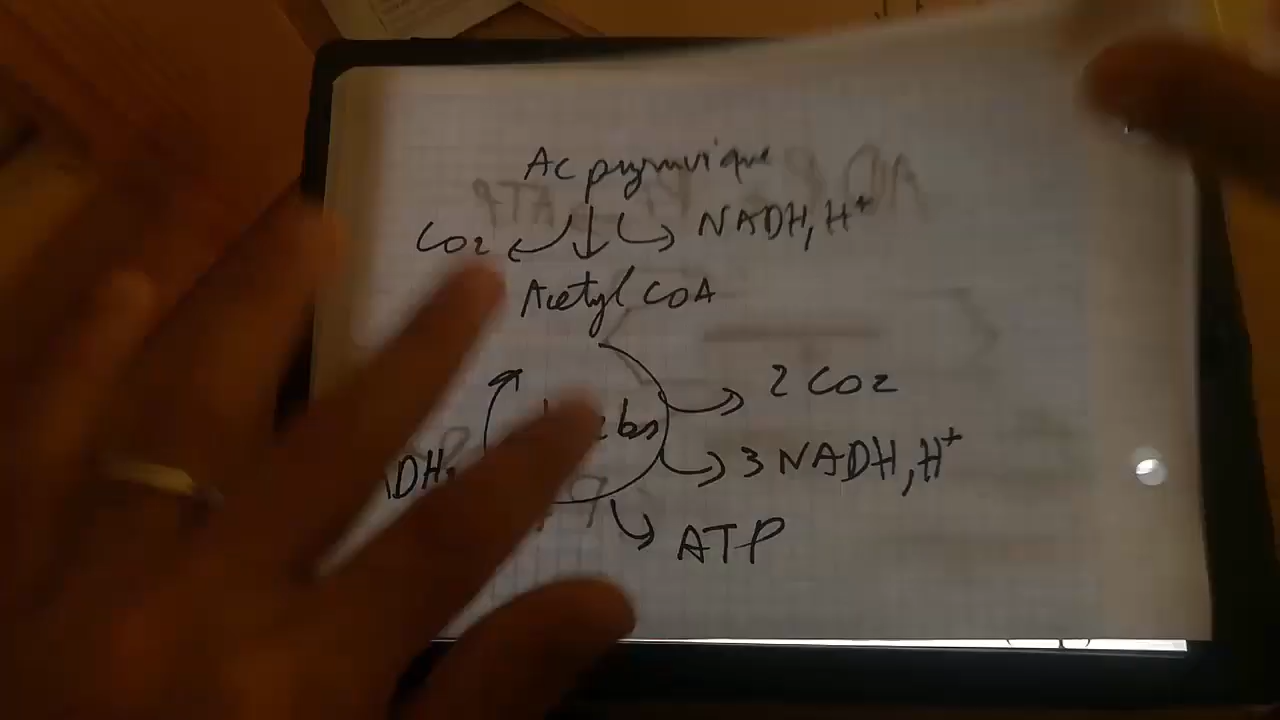 Ac pyruvique
CO2 NADH, H+
Acetyl COA
2 CO2
3 NADH, H+
ATP